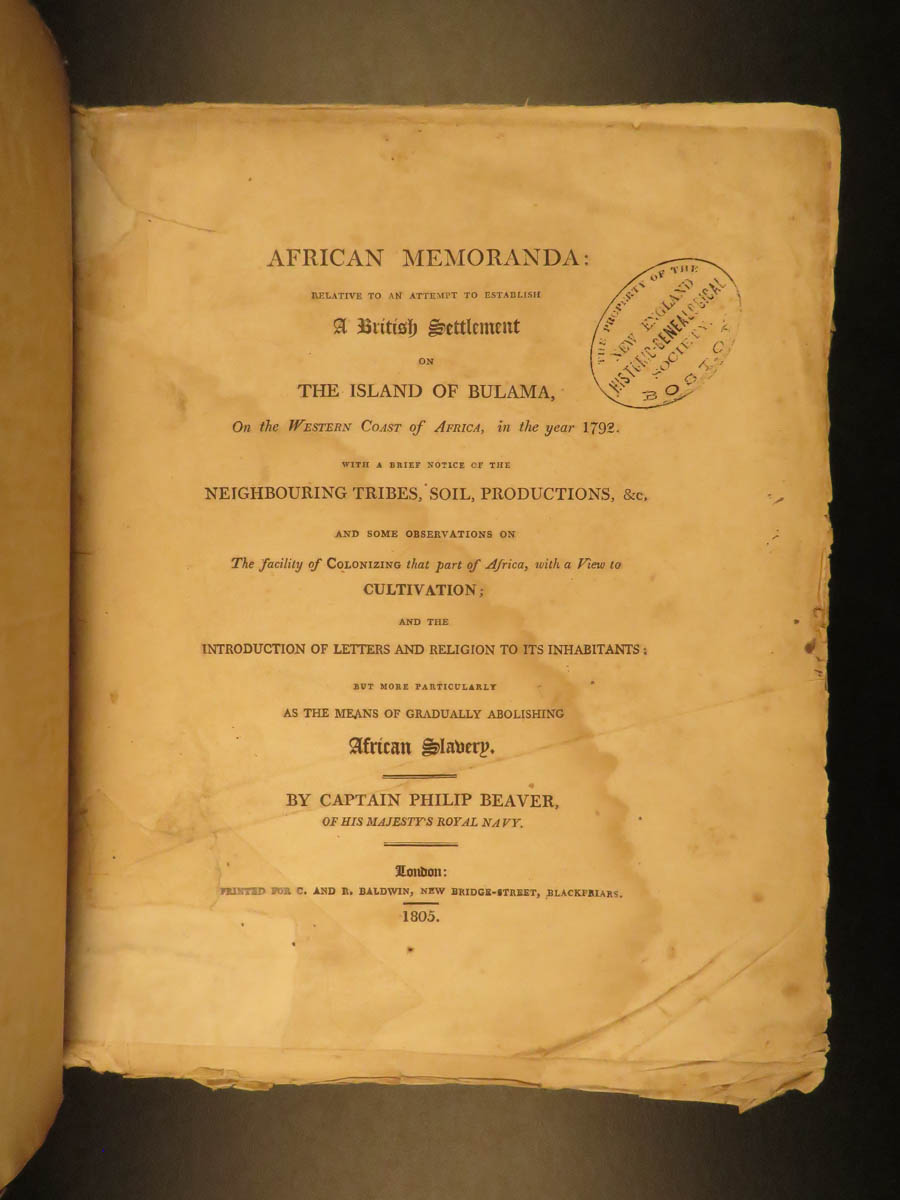 AFRICAN MEMORANDA:
RELATIVE TO AN ATTEMPT TO ESTABLISH
A British Settlement
ON
THE ISLAND OF BULAMA,
On the WESTERN COAST of AFRICA, in the year 1792.
WITH A BRIEF NOTICE OF THE
NEIGHBOURING TRIBES, SOIL, PRODUCTIONS, &c.
AND SOME OBSERVATIONS ON
The facility of COLONIZING that part of Africa, with a View to
CULTIVATION;
AND THE
INTRODUCTION OF LETTERS AND RELIGION TO ITS INHABITANTS:
BUT MORE PARTICULARLY
AS THE MEANS OF GRADUALLY ABOLISHING
African Slavery.
BY CAPTAIN PHILIP BEAVER,
OF HIS MAJESTY'S ROYAL NAVY.
London:
PRINTED FOR C. AND R. BALDWIN, NEW BRIDGE-STREET, BLACKFRIARS.
1805.
THE PROPERTY OF THE
NEW ENGLAND
HISTORIC-GENEALOGICAL
SOCIETY.
BOSTON